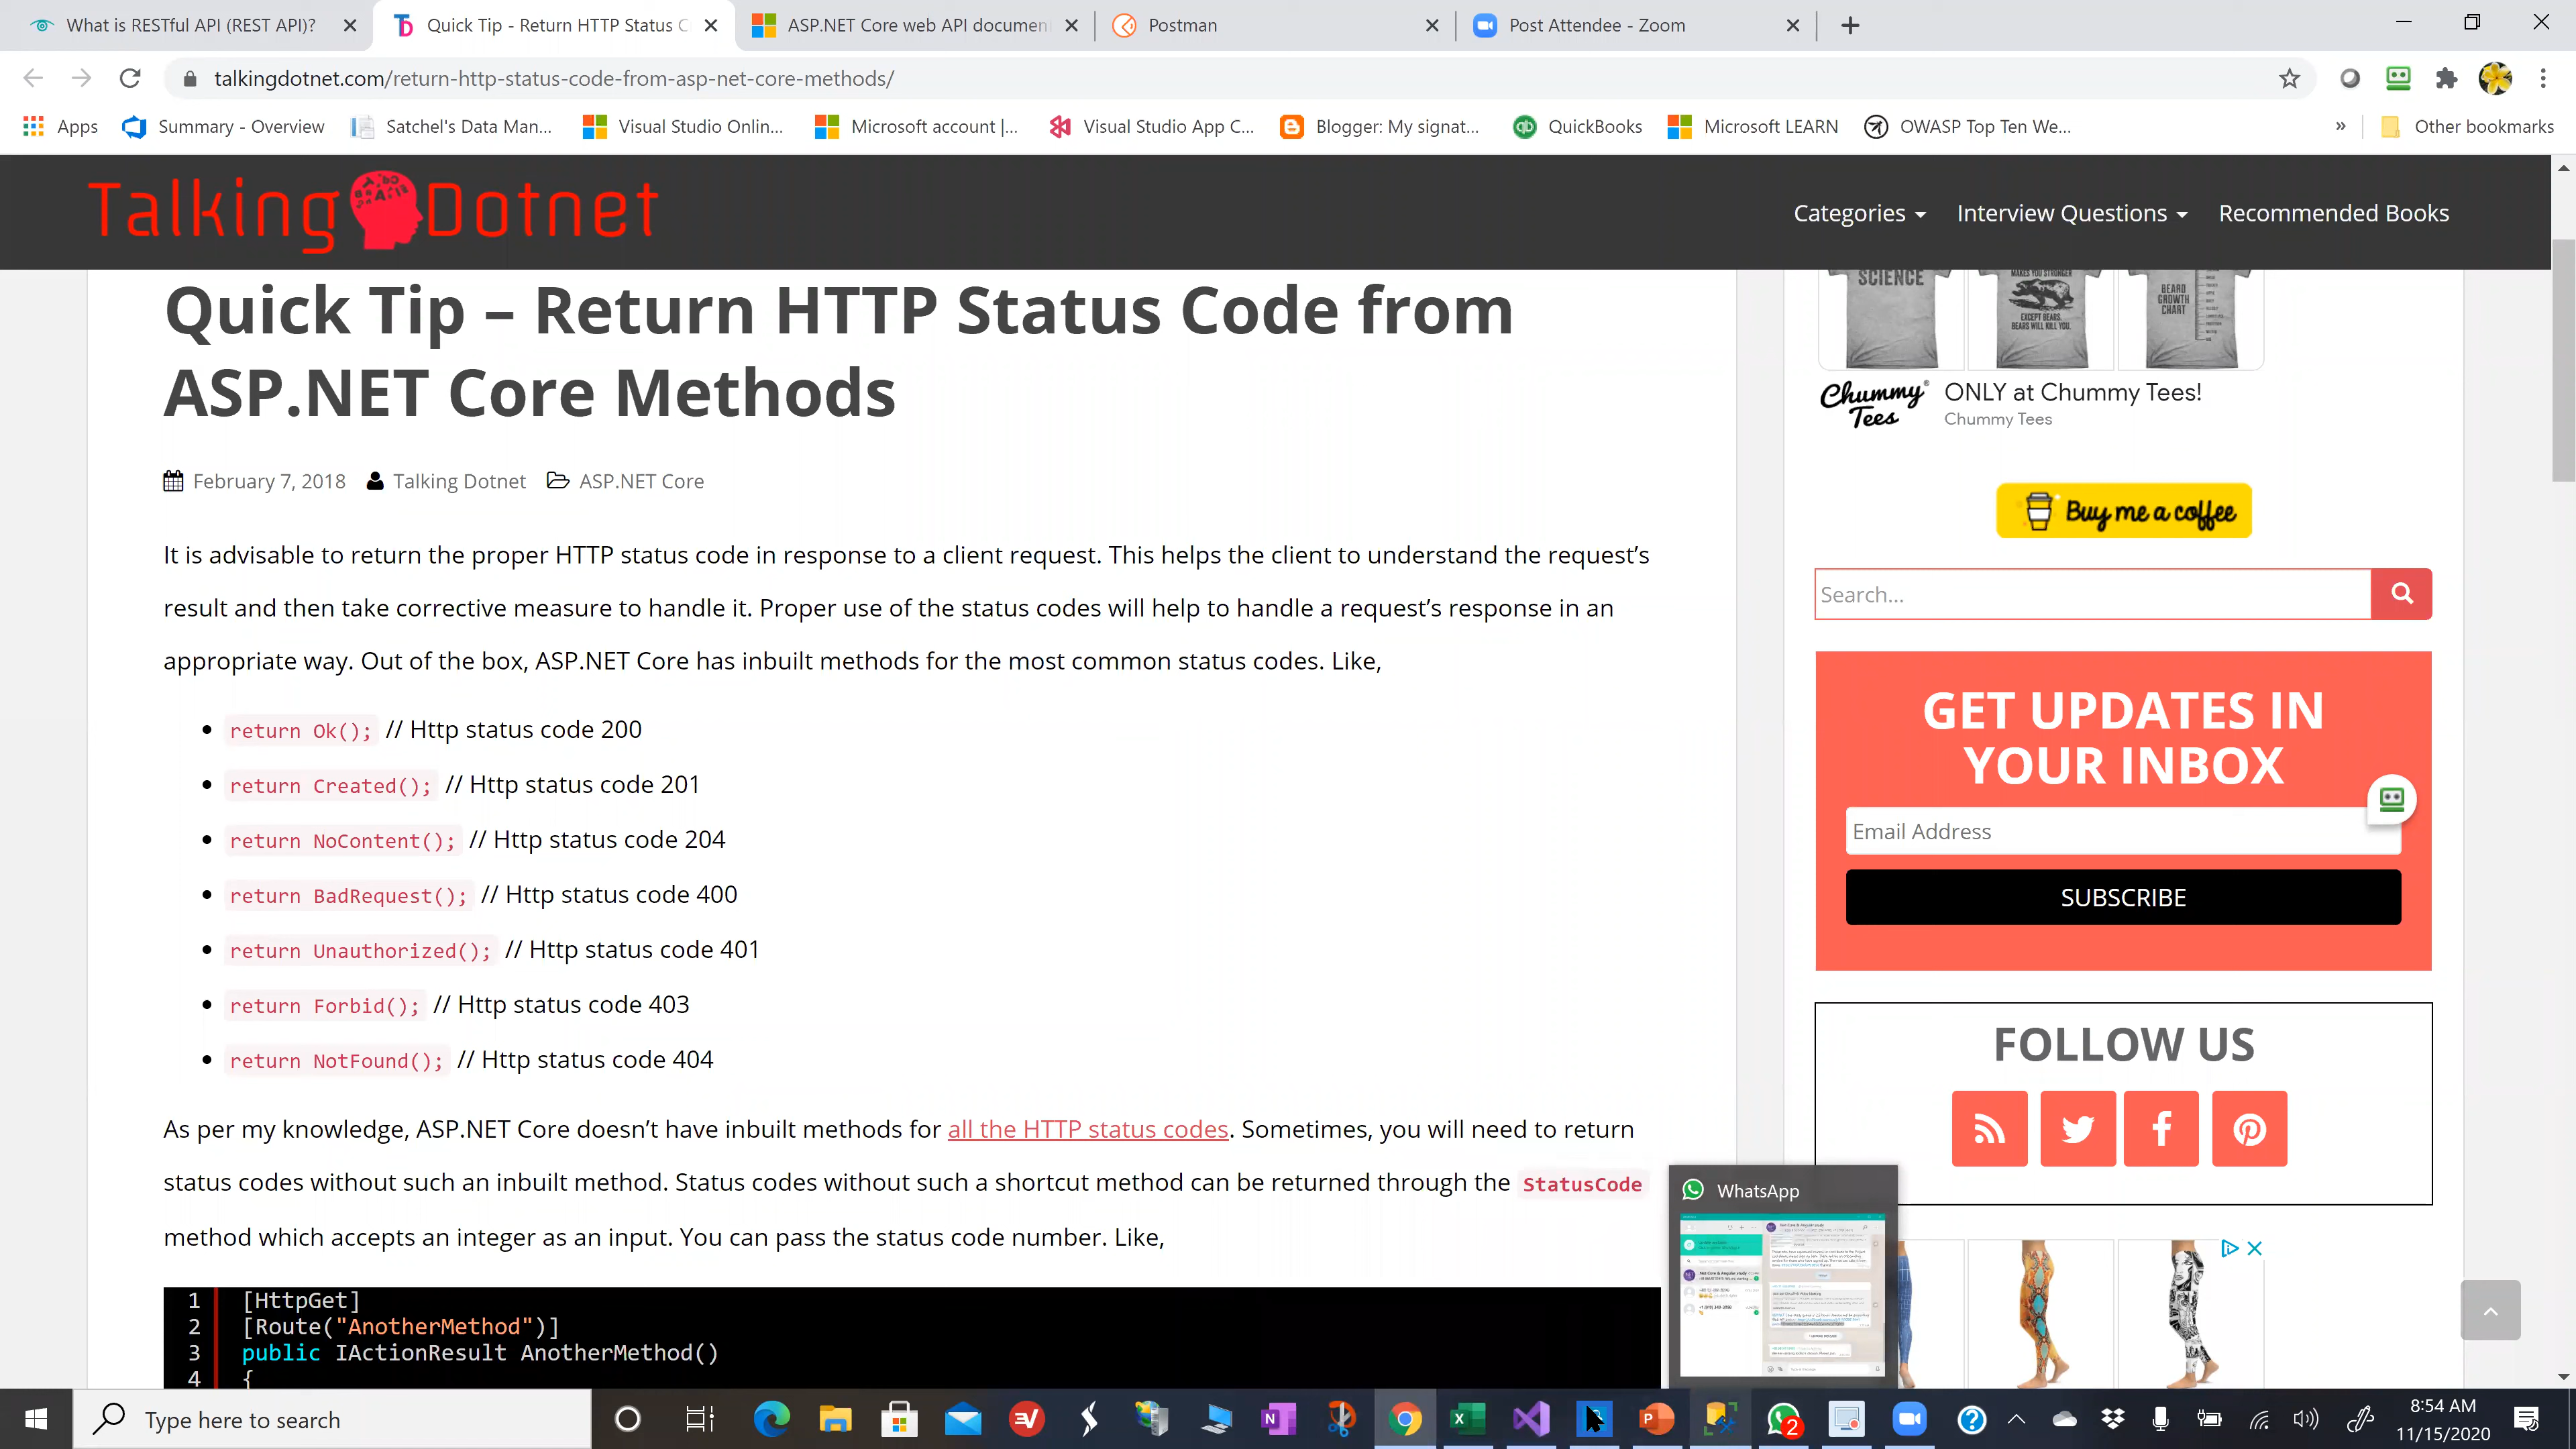 What is RESTful API (REST API)?
Quick Tip - Return HTTP Status C
ASP.NET Core web API documen
Postman
Post Attendee - Zoom
talkingdotnet.com/return-http-status-code-from-asp-net-core-methods/
Apps
Summary - Overview
Satchel's Data Man...
Visual Studio Onlin...
Microsoft account |...
Visual Studio App C...
Blogger: My signat...
QuickBooks
Microsoft LEARN
OWASP Top Ten We...
»
Other bookmarks
Talking Dotnet
Categories
Interview Questions
Recommended Books
Quick Tip – Return HTTP Status Code from
ASP.NET Core Methods
February 7, 2018
Talking Dotnet
ASP.NET Core
It is advisable to return the proper HTTP status code in response to a client request. This helps the client to understand the request’s
result and then take corrective measure to handle it. Proper use of the status codes will help to handle a request’s response in an
appropriate way. Out of the box, ASP.NET Core has inbuilt methods for the most common status codes. Like,
return Ok(); // Http status code 200
return Created(); // Http status code 201
return NoContent(); // Http status code 204
return BadRequest(); // Http status code 400
return Unauthorized(); // Http status code 401
return Forbid(); // Http status code 403
return NotFound(); // Http status code 404
As per my knowledge, ASP.NET Core doesn’t have inbuilt methods for all the HTTP status codes. Sometimes, you will need to return
status codes without such an inbuilt method. Status codes without such a shortcut method can be returned through the StatusCode
method which accepts an integer as an input. You can pass the status code number. Like,
1 [HttpGet]
2 [Route("AnotherMethod")]
3 public IActionResult AnotherMethod()
4 {
SCIENCE
MAKES YOU STRONGER
EXCEPT BEARS.
BEARS WILL KILL YOU.
BEARD
GROWTH
CHART
Chummy
Tees
ONLY at Chummy Tees!
Chummy Tees
Buy me a coffee
Search...
GET UPDATES IN
YOUR INBOX
Email Address
SUBSCRIBE
FOLLOW US
WhatsApp
Type here to search
2
8:54 AM
11/15/2020